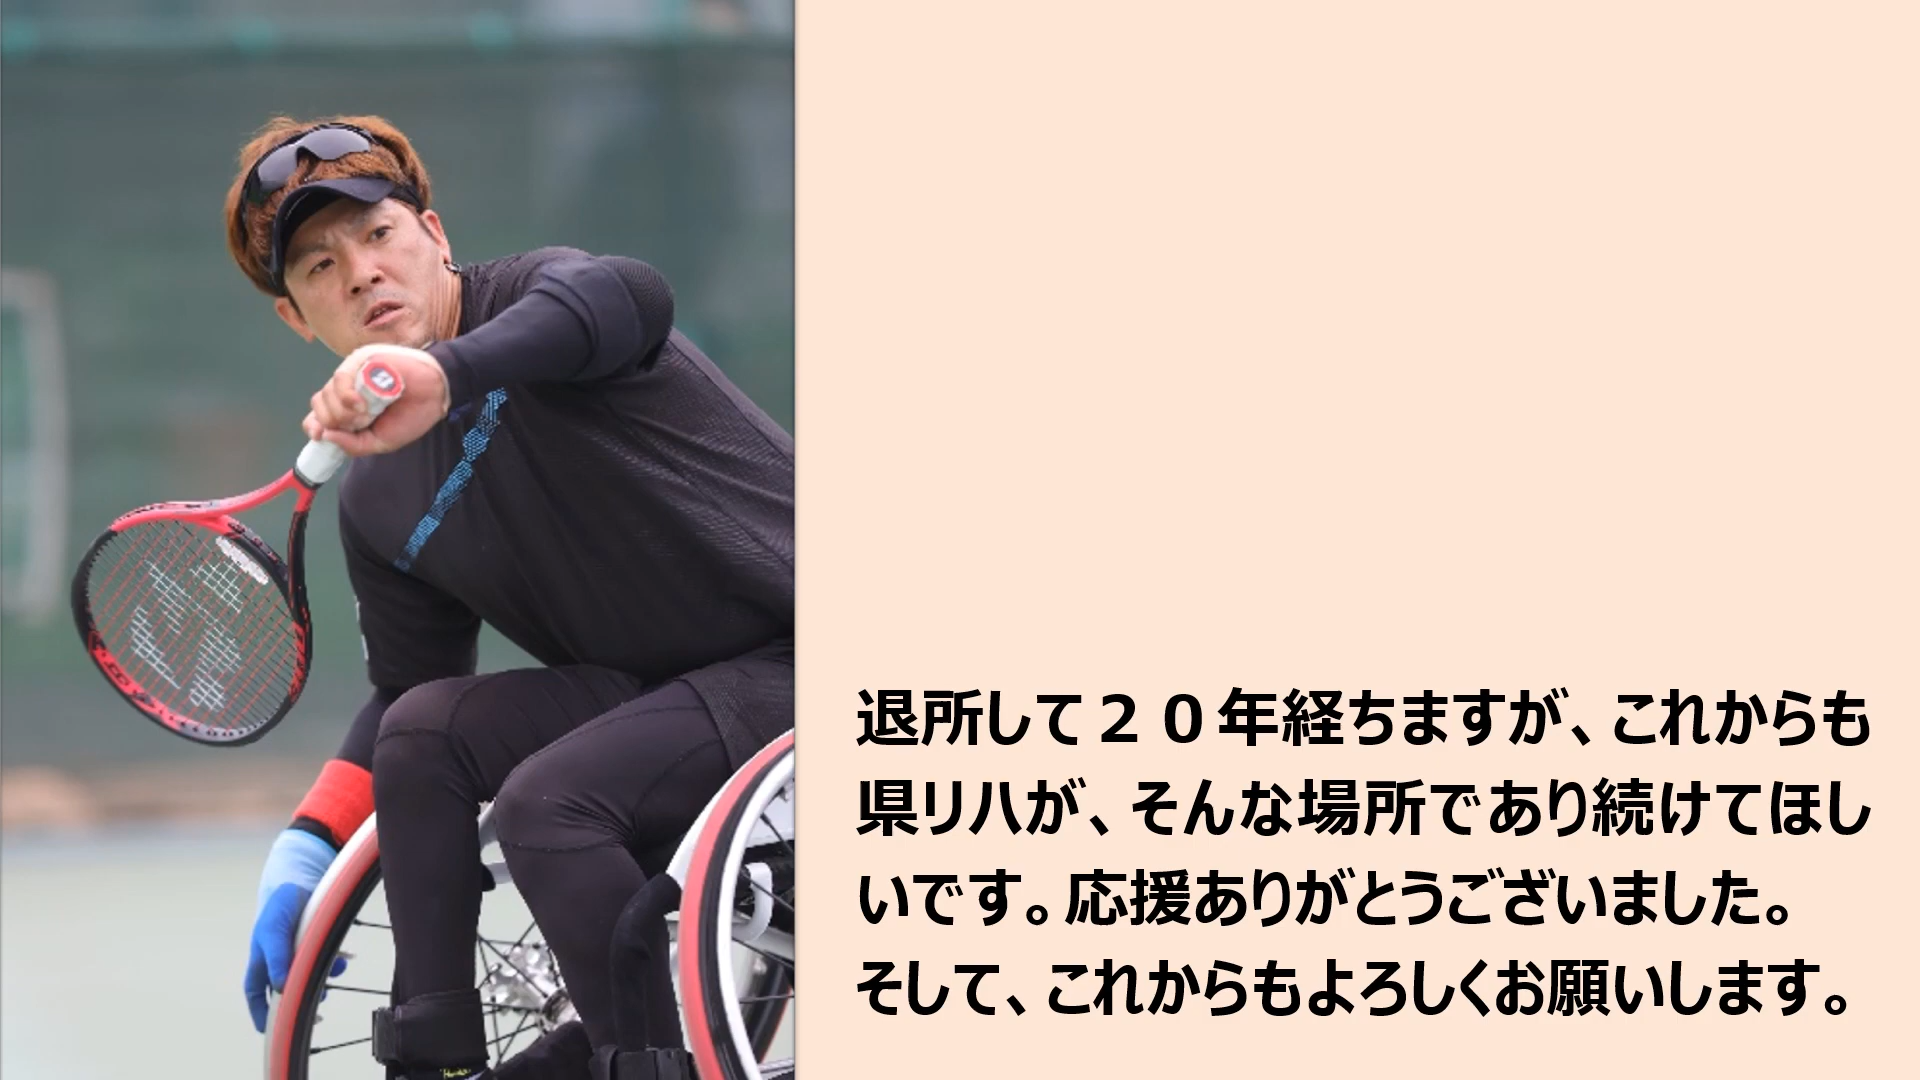 退所して２０年経ちますが、これからも
県リハが、そんな場所であり続けてほし
いです。応援ありがとうございました。
そして、これからもよろしくお願いします。